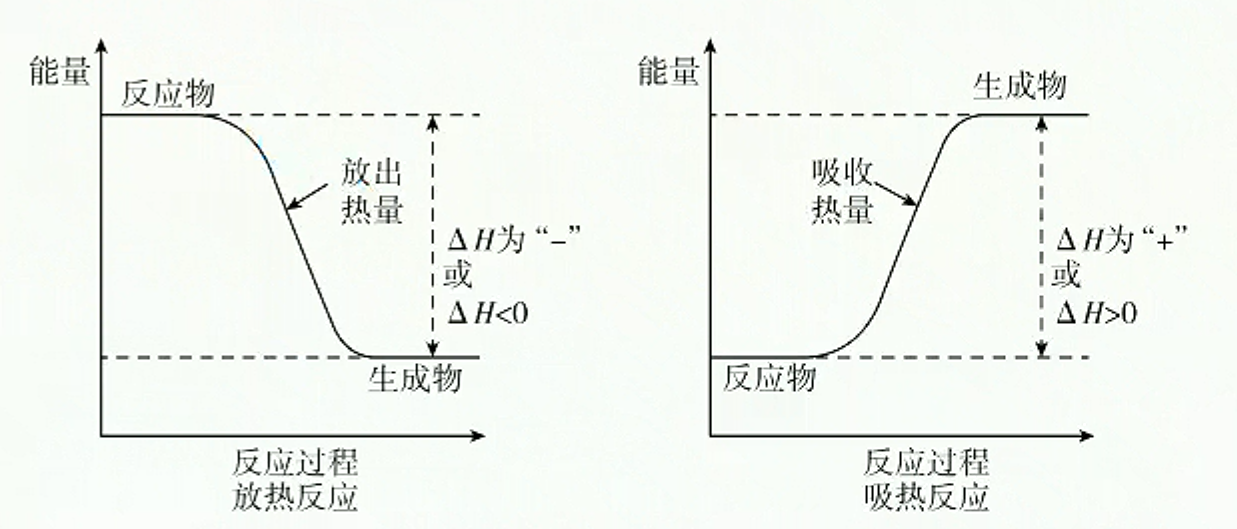 能量
反应物
放出
热量
ΔH为“-”
或
ΔH<0
生成物
反应过程
放热反应
能量
生成物
吸收
热量
ΔH为“+”
或
ΔH>0
反应物
反应过程
吸热反应